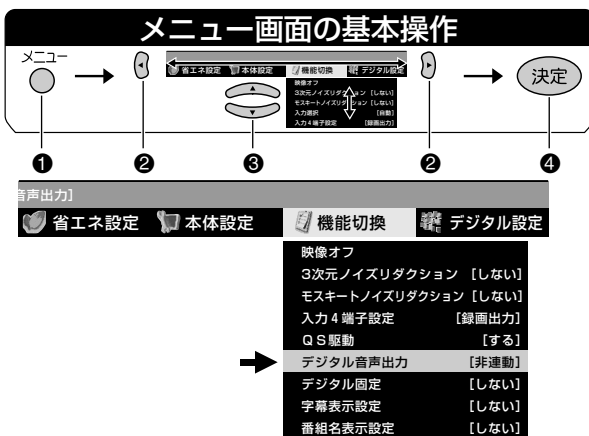 メニュー画面の基本操作
メニュー
省エネ設定 本体設定 機能切換 デジタル設定
映像オフ
3次元ノイズリダクション [しない]
モスキートノイズリダクション [しない]
入力選択 [自動]
入力4端子設定 [録画出力]
決定
❶ ❷ ❸ ❷ ❹
音声出力]
省エネ設定 本体設定 機能切換 デジタル設定
映像オフ
3次元ノイズリダクション [しない]
モスキートノイズリダクション [しない]
入力4端子設定 [録画出力]
QS駆動 [する]
デジタル音声出力 [非連動]
デジタル固定 [しない]
字幕表示設定 [しない]
番組名表示設定 [しない]